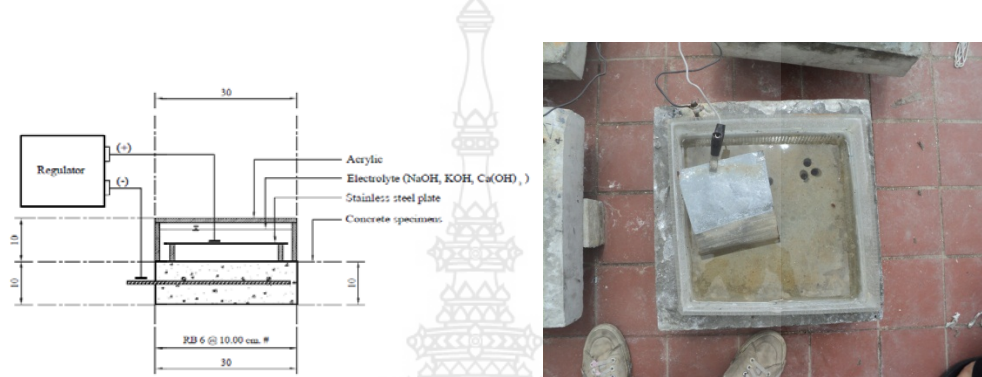 30
(+)
Regulator
(-)
Acrylic
Electrolyte (NaOH, KOH, Ca(OH)₂)
Stainless steel plate
Concrete specimens
10
10
10
RB 6 @ 10.00 cm. #
30